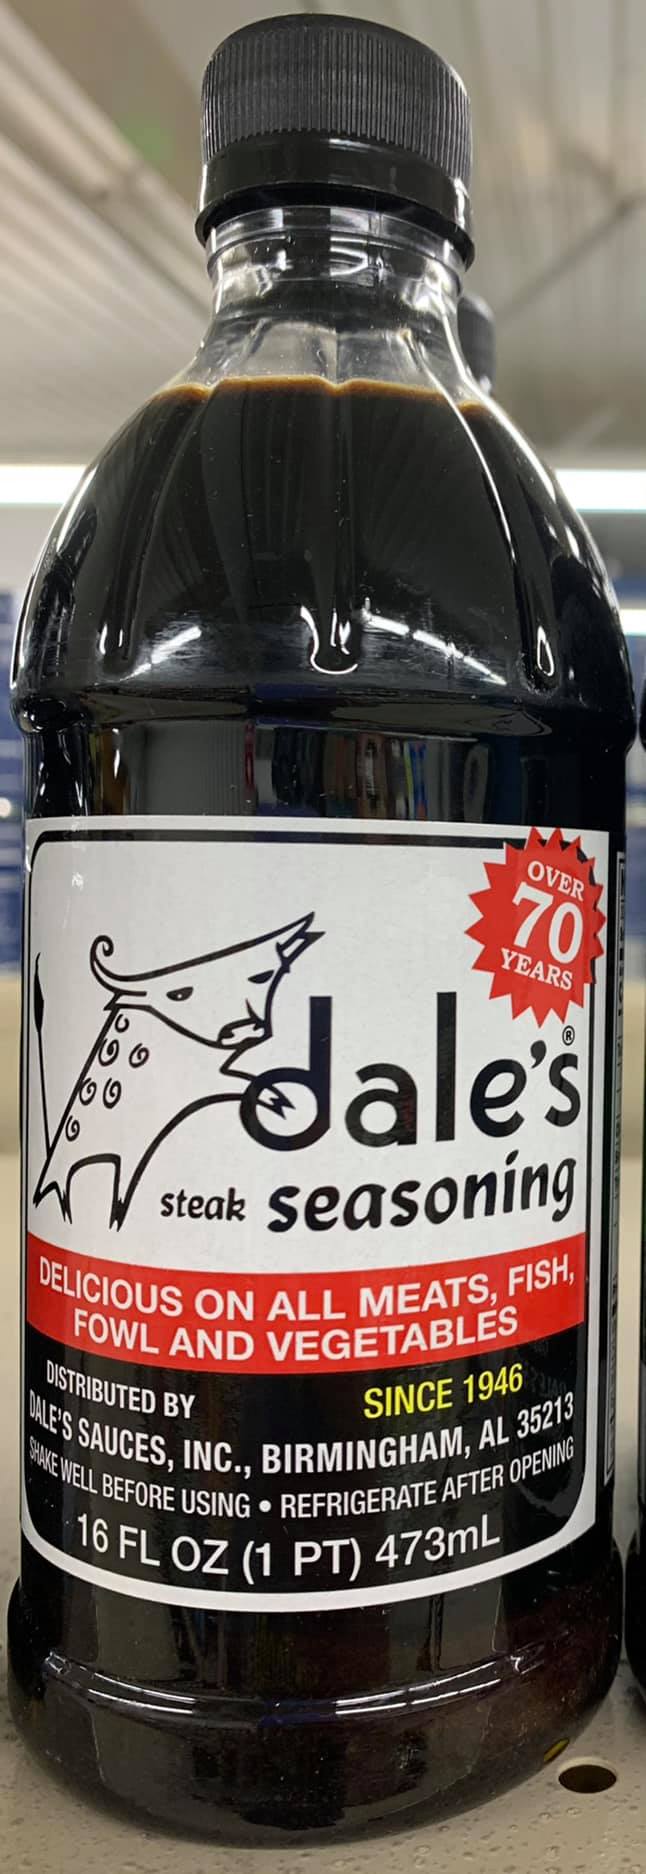 OVER
70
YEARS
dale's®
steak seasoning
DELICIOUS ON ALL MEATS, FISH,
FOWL AND VEGETABLES
DISTRIBUTED BY
SINCE 1946
DALE'S SAUCES, INC., BIRMINGHAM, AL 35213
SHAKE WELL BEFORE USING • REFRIGERATE AFTER OPENING
16 FL OZ (1 PT) 473mL